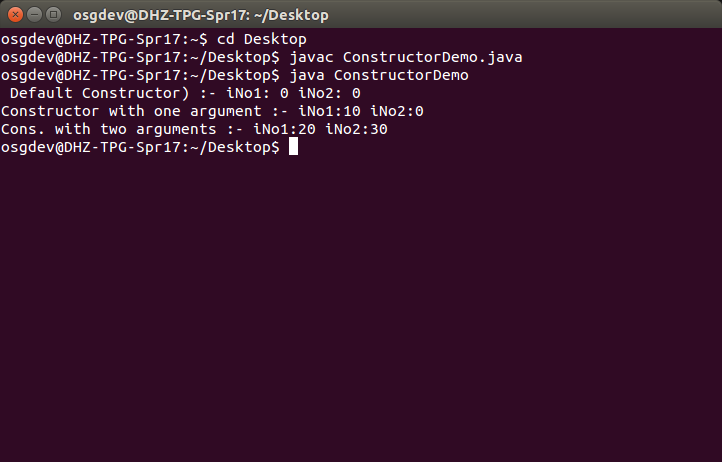 osgdev@DHZ-TPG-Spr17: ~/Desktop
osgdev@DHZ-TPG-Spr17:~$ cd Desktop
osgdev@DHZ-TPG-Spr17:~/Desktop$ javac ConstructorDemo.java
osgdev@DHZ-TPG-Spr17:~/Desktop$ java ConstructorDemo
 Default Constructor) :- iNo1: 0 iNo2: 0
Constructor with one argument :- iNo1:10 iNo2:0
Cons. with two arguments :- iNo1:20 iNo2:30
osgdev@DHZ-TPG-Spr17:~/Desktop$